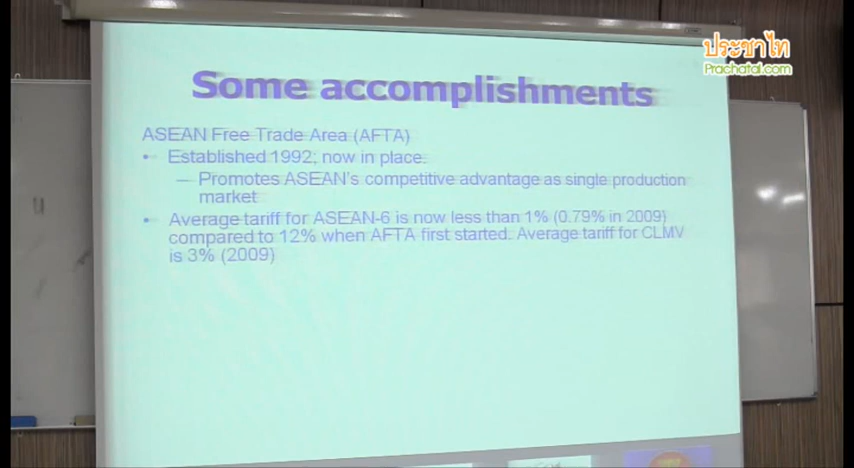 ประชาไท
Prachatai.com
Some accomplishments
ASEAN Free Trade Area (AFTA)
• Established 1992; now in place.
– Promotes ASEAN's competitive advantage as single production
market
• Average tariff for ASEAN-6 is now less than 1% (0.79% in 2009)
compared to 12% when AFTA first started. Average tariff for CLMV
is 3% (2009)